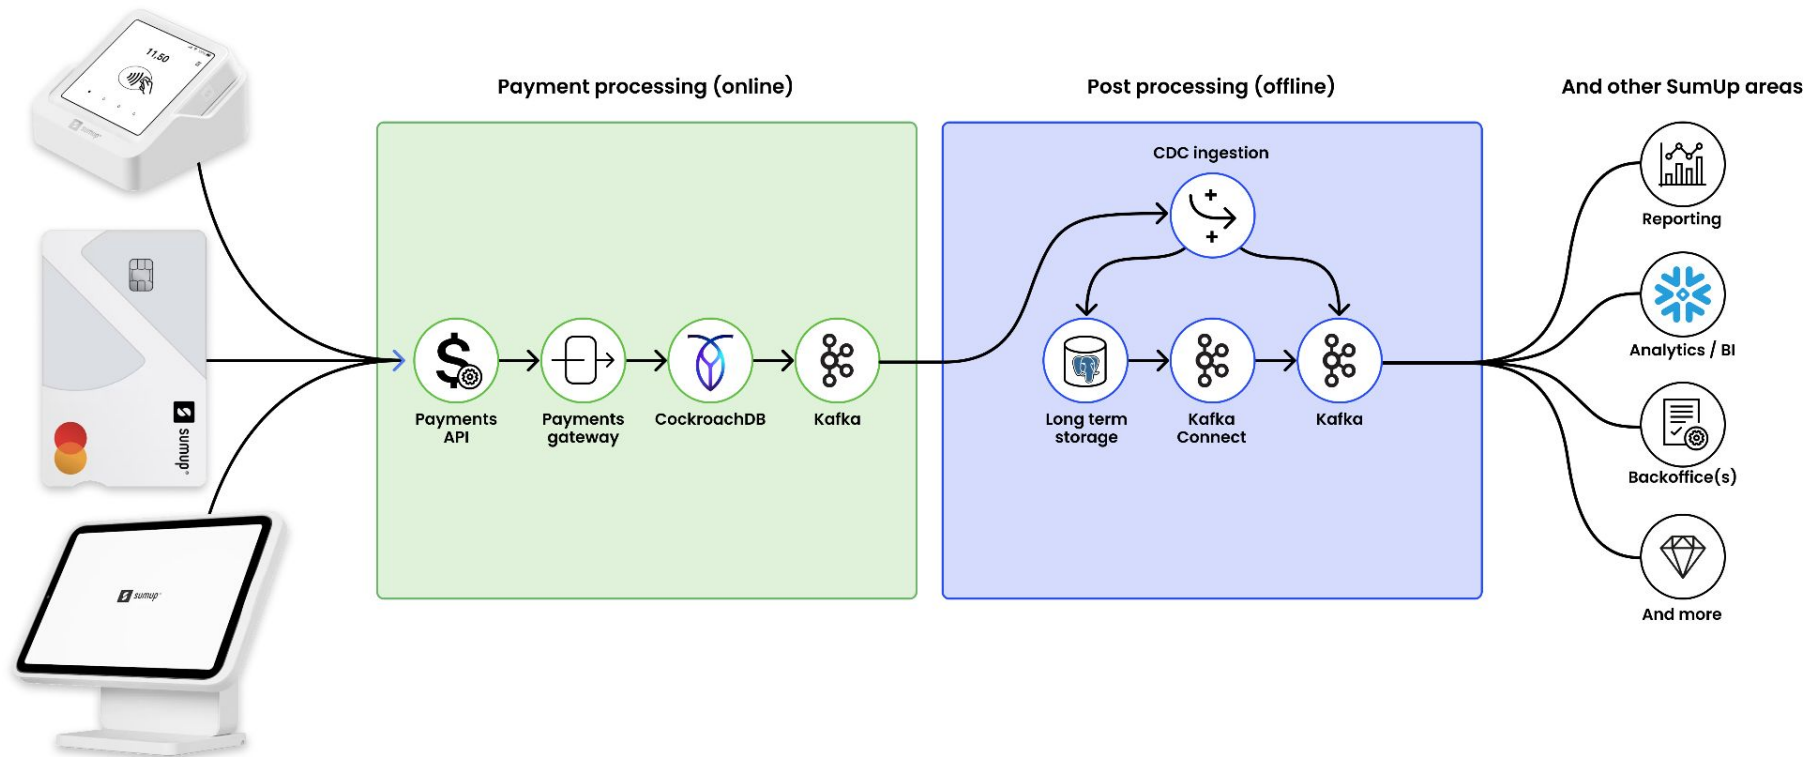 11,50
sumup
sumup
sumup
Payment processing (online)
Payments
API
Payments
gateway
CockroachDB
Kafka
Post processing (offline)
CDC ingestion
Long term
storage
Kafka
Connect
Kafka
And other SumUp areas
Reporting
Analytics / BI
Backoffice(s)
And more